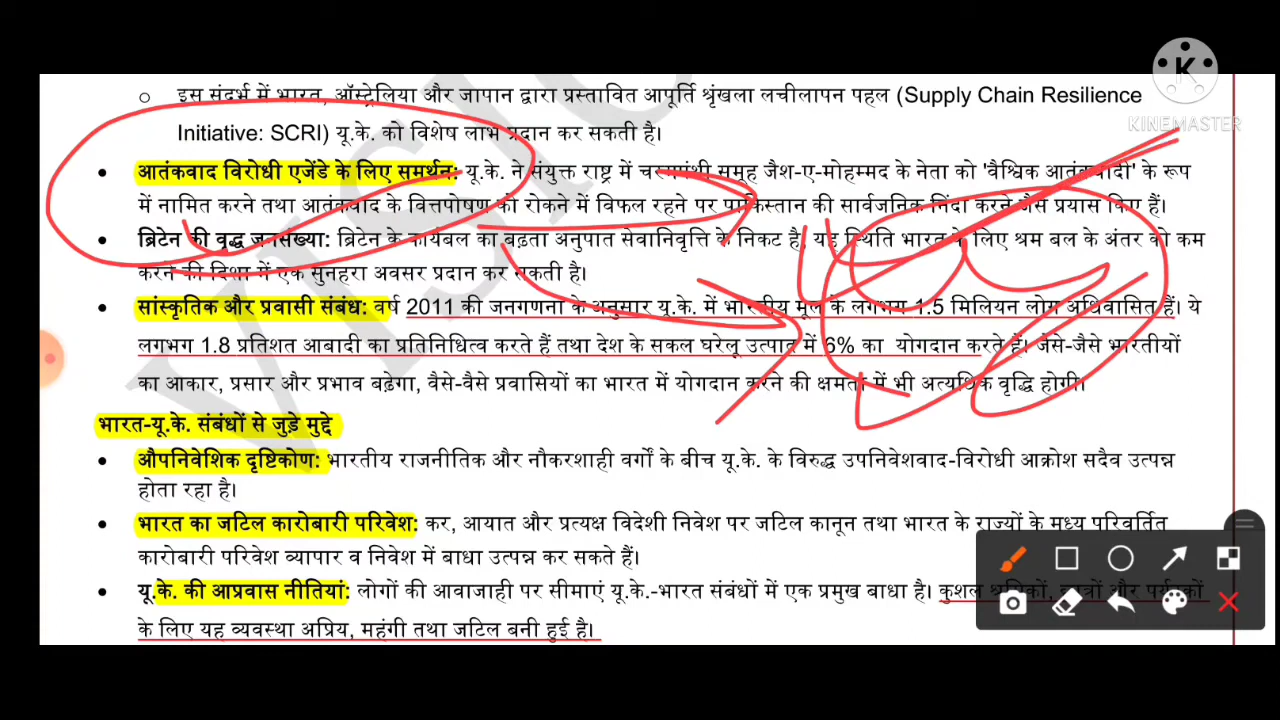 इस संदर्भ में भारत, ऑस्ट्रेलिया और जापान द्वारा प्रस्तावित आपूर्ति श्रृंखला लचीलापन पहल (Supply Chain Resilience
Initiative: SCRI) यू.के. को विशेष लाभ प्रदान कर सकती है।
आतंकवाद विरोधी एजेंडे के लिए समर्थन: यू.के. ने संयुक्त राष्ट्र में चरमपंथी समूह जैश-ए-मोहम्मद के नेता को 'वैश्विक आतंकवादी' के रूप
में नामित करने तथा आतंकवाद के वित्तपोषण को रोकने में विफल रहने पर पाकिस्तान की सार्वजनिक निंदा करने जैसे प्रयास किए हैं।
ब्रिटेन की वृद्ध जनसंख्या: ब्रिटेन के कार्यबल का बढ़ता अनुपात सेवानिवृत्ति के निकट है, यह स्थिति भारत के लिए श्रम बल के अंतर को कम
करने की दिशा में एक सुनहरा अवसर प्रदान कर सकती है।
सांस्कृतिक और प्रवासी संबंध: वर्ष 2011 की जनगणना के अनुसार यू.के. में भारतीय मूल के लगभग 1.5 मिलियन लोग अधिवासित हैं। ये
लगभग 1.8 प्रतिशत आबादी का प्रतिनिधित्व करते हैं तथा देश के सकल घरेलू उत्पाद में 6% का योगदान करते हैं। जैसे-जैसे भारतीयों
का आकार, प्रसार और प्रभाव बढ़ेगा, वैसे-वैसे प्रवासियों का भारत में योगदान करने की क्षमता में भी अत्यधिक वृद्धि होगी।
भारत-यू.के. संबंधों से जुड़े मुद्दे
औपनिवेशिक दृष्टिकोण: भारतीय राजनीतिक और नौकरशाही वर्गों के बीच यू.के. के विरुद्ध उपनिवेशवाद-विरोधी आक्रोश सदैव उत्पन्न
होता रहा है।
भारत का जटिल कारोबारी परिवेश: कर, आयात और प्रत्यक्ष विदेशी निवेश पर जटिल कानून तथा भारत के राज्यों के मध्य परिवर्तित
कारोबारी परिवेश व्यापार व निवेश में बाधा उत्पन्न कर सकते हैं।
यू.के. की आप्रवास नीतियां: लोगों की आवाजाही पर सीमाएं यू.के.-भारत संबंधों में एक प्रमुख बाधा है। कुशल श्रमिकों, छात्रों और पर्यटकों
के लिए यह व्यवस्था अप्रिय, महंगी तथा जटिल बनी हुई है।
K
KINEMASTER